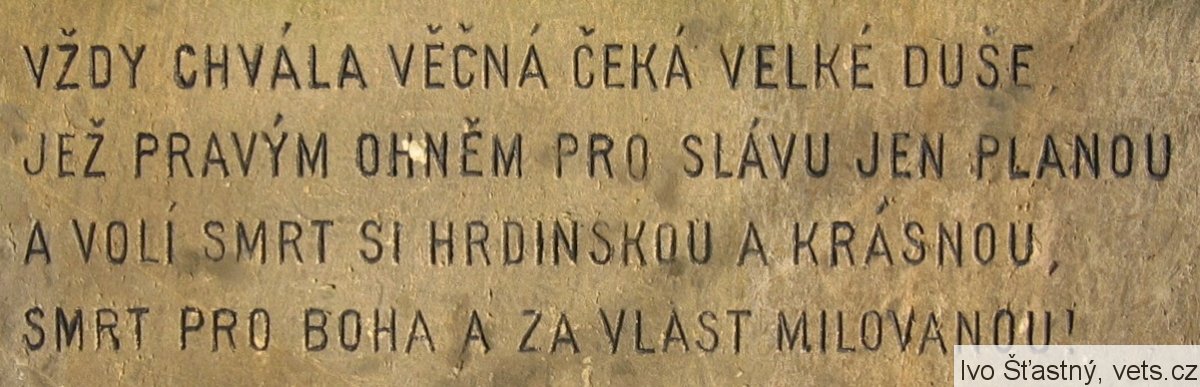 VŽDY CHVÁLA VĚČNÁ ČEKÁ VELKÉ DUŠE,
JEŽ PRAVÝM OHNĚM PRO SLÁVU JEN PLANOU
A VOLÍ SMRT SI HRDINSKOU A KRÁSNOU,
SMRT PRO BOHA A ZA VLAST MILOVANOU!
Ivo Šťastný, vets.cz